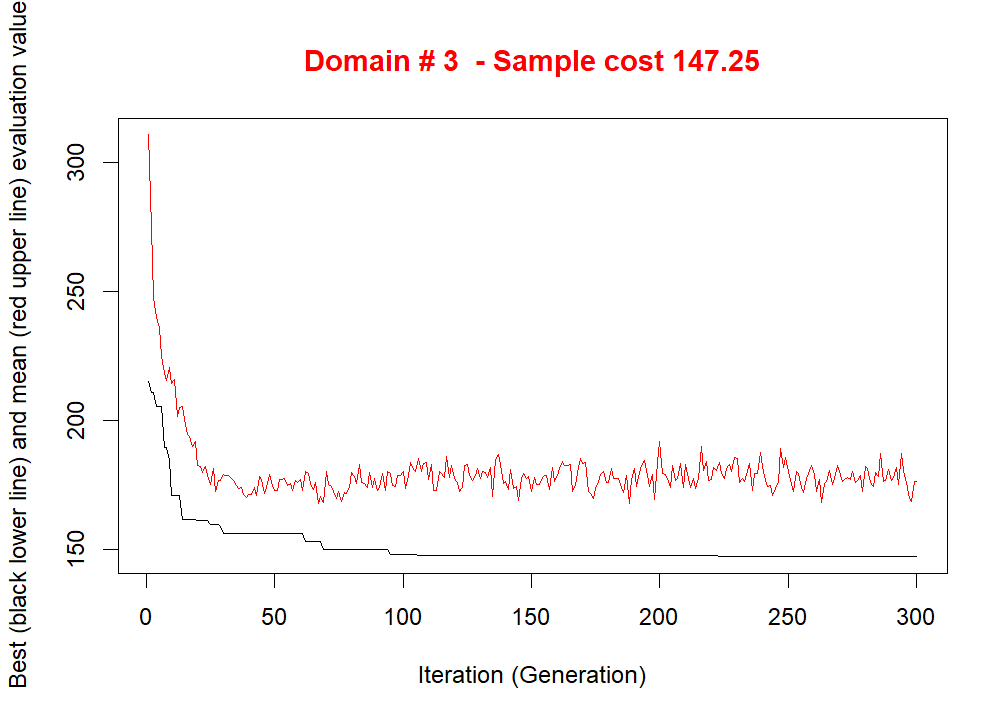 Domain # 3  - Sample cost 147.25
Best (black lower line) and mean (red upper line) evaluation value
300
250
200
150
0 50 100 150 200 250 300
Iteration (Generation)